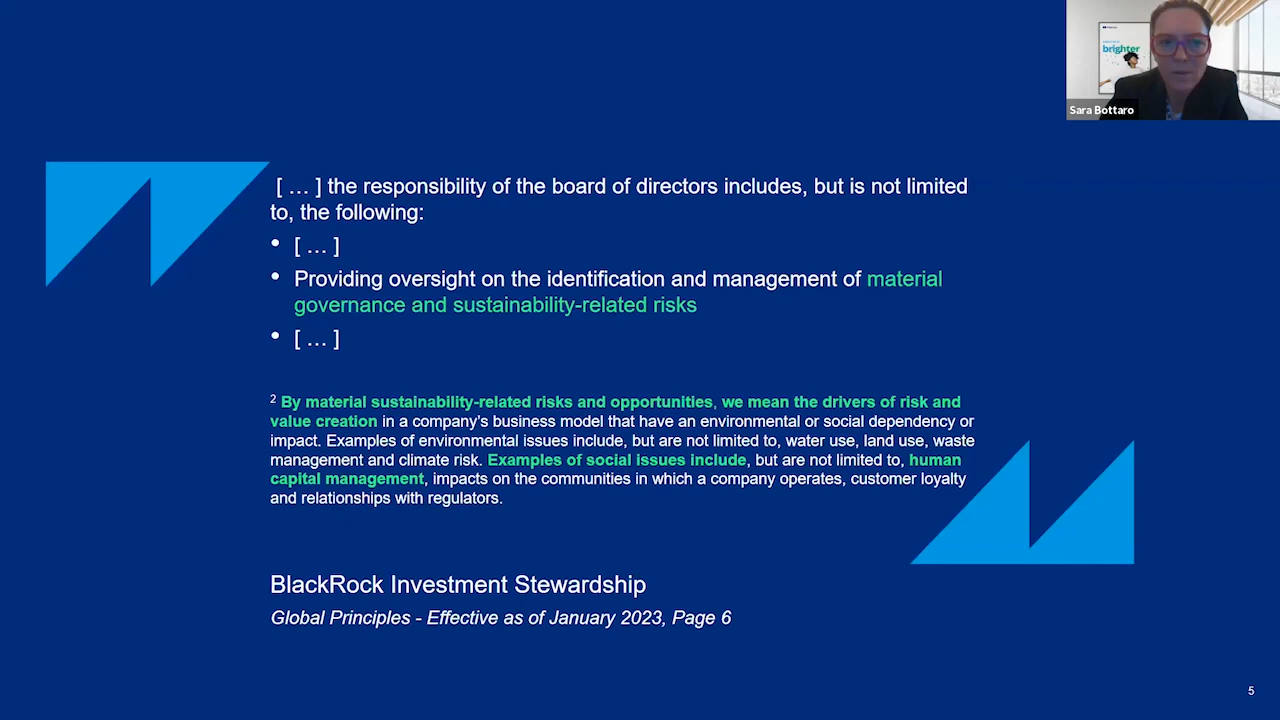 brighter
Sara Bottaro
[ … ] the responsibility of the board of directors includes, but is not limited
to, the following:
• [ … ]
• Providing oversight on the identification and management of material
governance and sustainability-related risks
• [ … ]
2 By material sustainability-related risks and opportunities, we mean the drivers of risk and
value creation in a company’s business model that have an environmental or social dependency or
impact. Examples of environmental issues include, but are not limited to, water use, land use, waste
management and climate risk. Examples of social issues include, but are not limited to, human
capital management, impacts on the communities in which a company operates, customer loyalty
and relationships with regulators.
BlackRock Investment Stewardship
Global Principles - Effective as of January 2023, Page 6
5